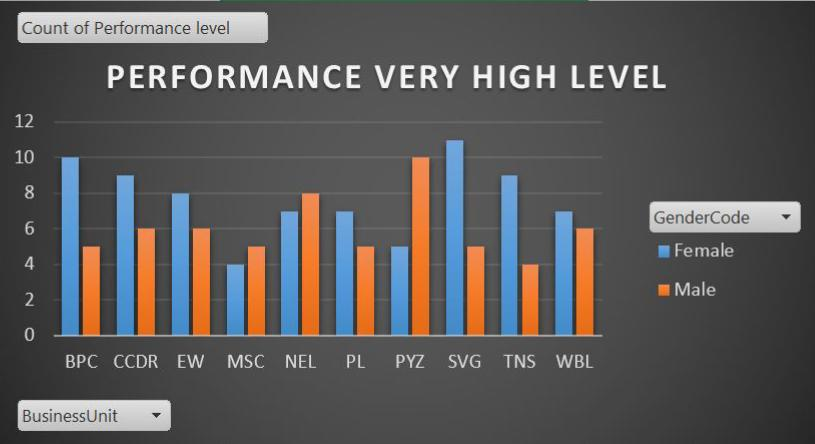 Count of Performance level
PERFORMANCE VERY HIGH LEVEL
12
10
8
6
4
2
0
BPC CCDR EW MSC NEL PL PYZ SVG TNS WBL
GenderCode
Female
Male
BusinessUnit